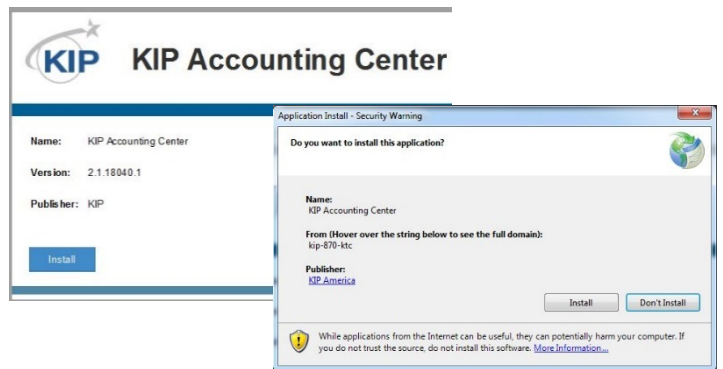 KIP KIP Accounting Center
Name: KIP Accounting Center
Version: 2.1.18040.1
Publisher: KIP
Install
Application Install - Security Warning
Do you want to install this application?
Name:
KIP Accounting Center
From (Hover over the string below to see the full domain):
kip-870-ktc
Publisher:
KIP America
Install Don't Install
While applications from the Internet can be useful, they can potentially harm your computer. If
you do not trust the source, do not install this software. More Information...